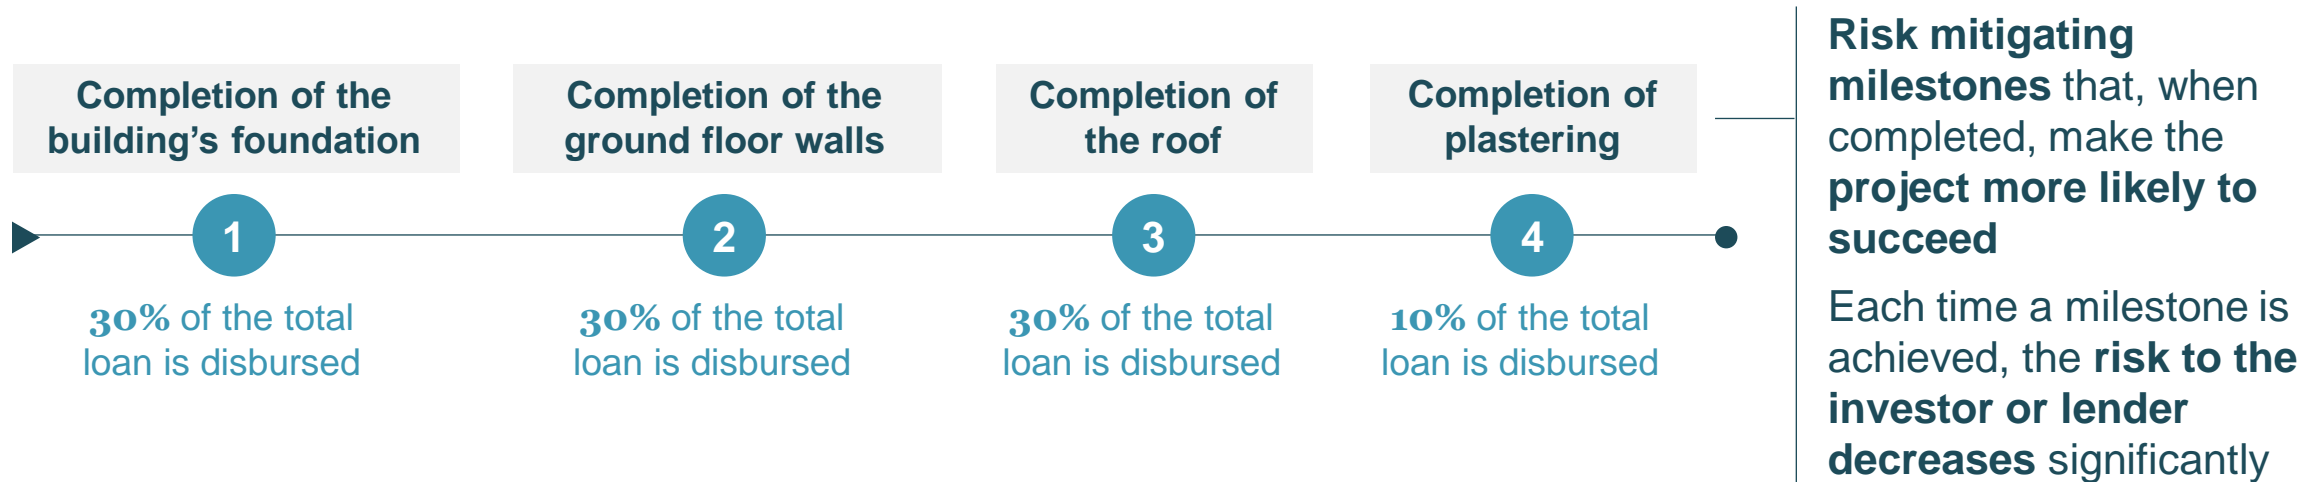 Completion of the
building’s foundation
1
30% of the total
loan is disbursed
Completion of the
ground floor walls
2
30% of the total
loan is disbursed
Completion of
the roof
3
30% of the total
loan is disbursed
Completion of
plastering
4
10% of the total
loan is disbursed
Risk mitigating
milestones that, when
completed, make the
project more likely to
succeed
Each time a milestone is
achieved, the risk to the
investor or lender
decreases significantly